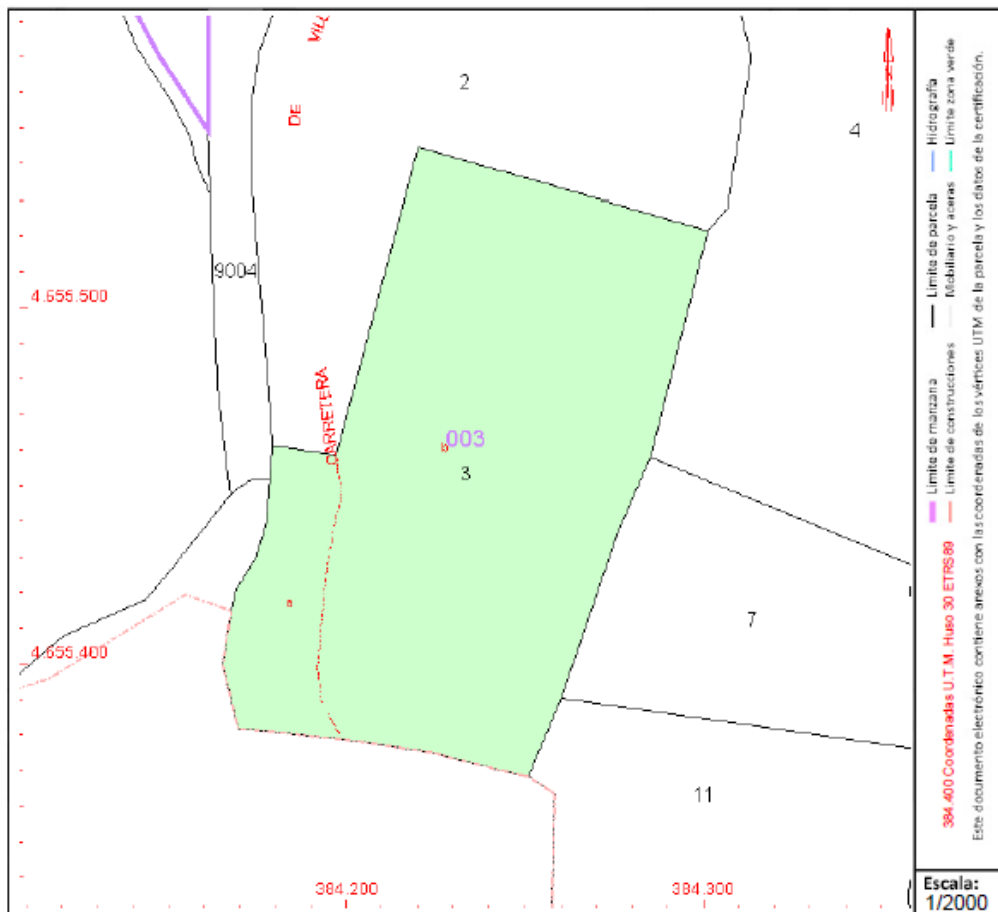 VILL
2
DE
4
9004
4.655.500
CARRETERA
003
3
a
7
4.655.400
11
384.200
384.300
Límite de manzana
Límite de parcela
Hidrografía
384.400 Coordenadas U.T.M. Huso 30 ETRS89
Límite de construcciones
Mobiliario y aceras
Límite zona verde
Este documento electrónico contiene anexos con las coordenadas de los vértices UTM de la parcela y los datos de la certificación.
Escala:
1/2000